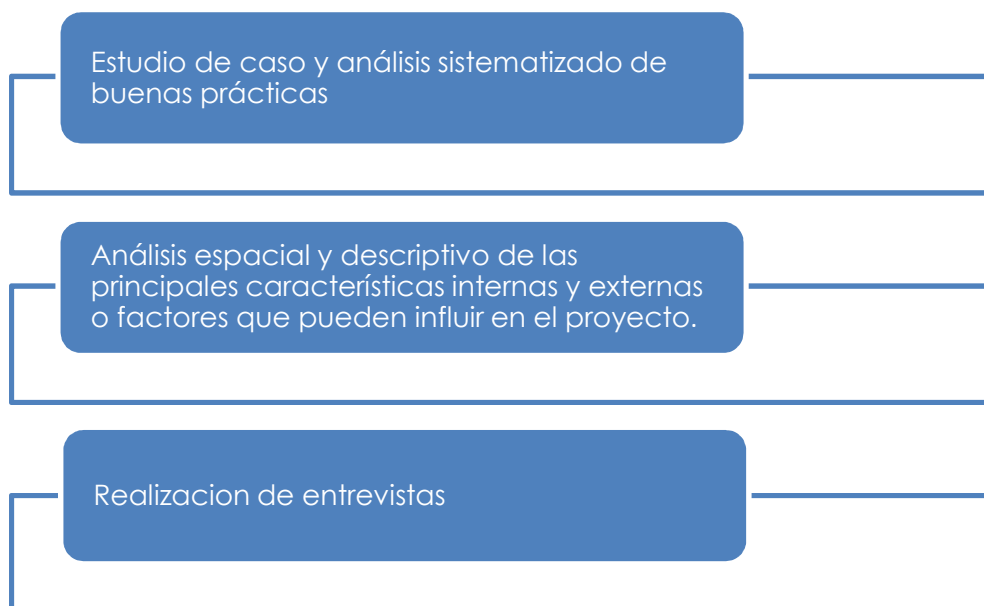 Estudio de caso y análisis sistematizado de
buenas prácticas
Análisis espacial y descriptivo de las
principales características internas y externas
o factores que pueden influir en el proyecto.
Realizacion de entrevistas